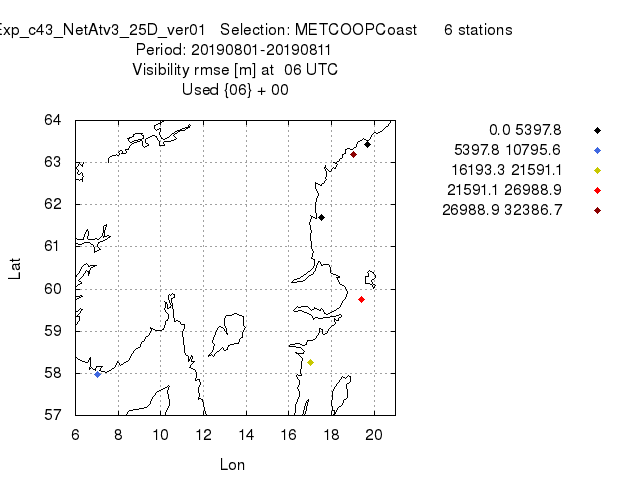 Exp_c43_NetAtv3_25D_ver01 Selection: METCOOPCoast 6 stations
Period: 20190801-20190811
Visibility rmse [m] at 06 UTC
Used {06} + 00
0.0 5397.8
5397.8 10795.6
16193.3 21591.1
21591.1 26988.9
26988.9 32386.7
64
63
62
61
60
59
58
57
Lat
6 8 10 12 14 16 18 20
Lon